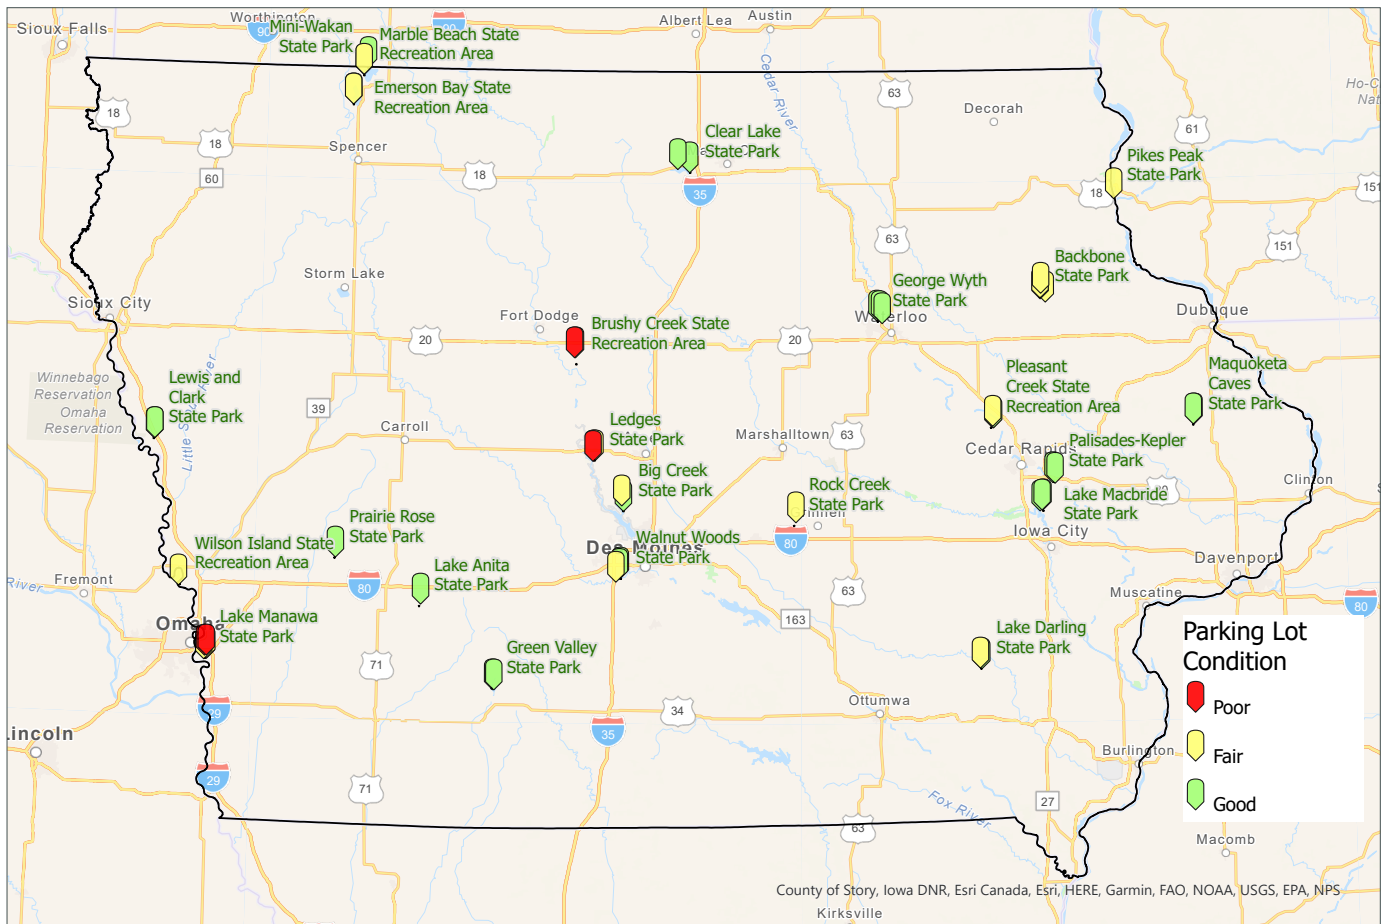 Worthington
Albert Lea
Austin
Sioux Falls
90
90
Mini-Wakan
State Park
Marble Beach State
Recreation Area
Cedar River
63
Emerson Bay State
Recreation Area
Decorah
18
61
18
Spencer
Clear Lake
State Park
Pikes Peak
State Park
60
18
35
18
151
63
151
Storm Lake
Backbone
State Park
Sioux City
George Wyth
State Park
Waterloo
Dubuque
Fort Dodge
Brushy Creek State
Recreation Area
20
20
Winnebago
Reservation
Omaha
Reservation
Lewis and
Clark
State Park
Little Sioux River
Pleasant
Creek State
Recreation Area
Maquoketa
Caves
State Park
39
Carroll
Ledges
State Park
Marshalltown
63
Cedar Rapids
Palisades-Kepler
State Park
Big Creek
State Park
Rock Creek
State Park
Lake Macbride
State Park
Clinton
Prairie Rose
State Park
Iowa City
80
Wilson Island State
Recreation Area
Des Moines
Walnut Woods
State Park
Davenport
River
Fremont
Lake Anita
State Park
80
63
Muscatine
80
Omaha
Lake Manawa
State Park
163
Lake Darling
State Park
Green Valley
State Park
71
Parking Lot
Condition
Poor
Fair
Good
Ottumwa
29
34
35
Lincoln
29
71
Burlington
Fox River
27
63
Macomb
County of Story, Iowa DNR, Esri Canada, Esri, HERE, Garmin, FAO, NOAA, USGS, EPA, NPS
Kirksville